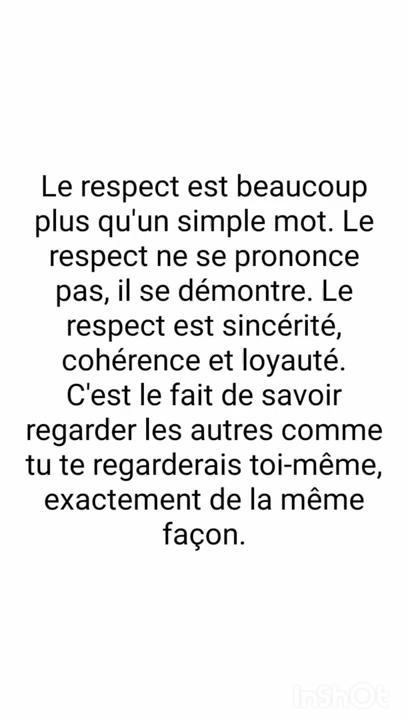 Le respect est beaucoup
plus qu'un simple mot. Le
respect ne se prononce
pas, il se démontre. Le
respect est sincérité,
cohérence et loyauté.
C'est le fait de savoir
regarder les autres comme
tu te regarderais toi-même,
exactement de la même
façon.
InShOt